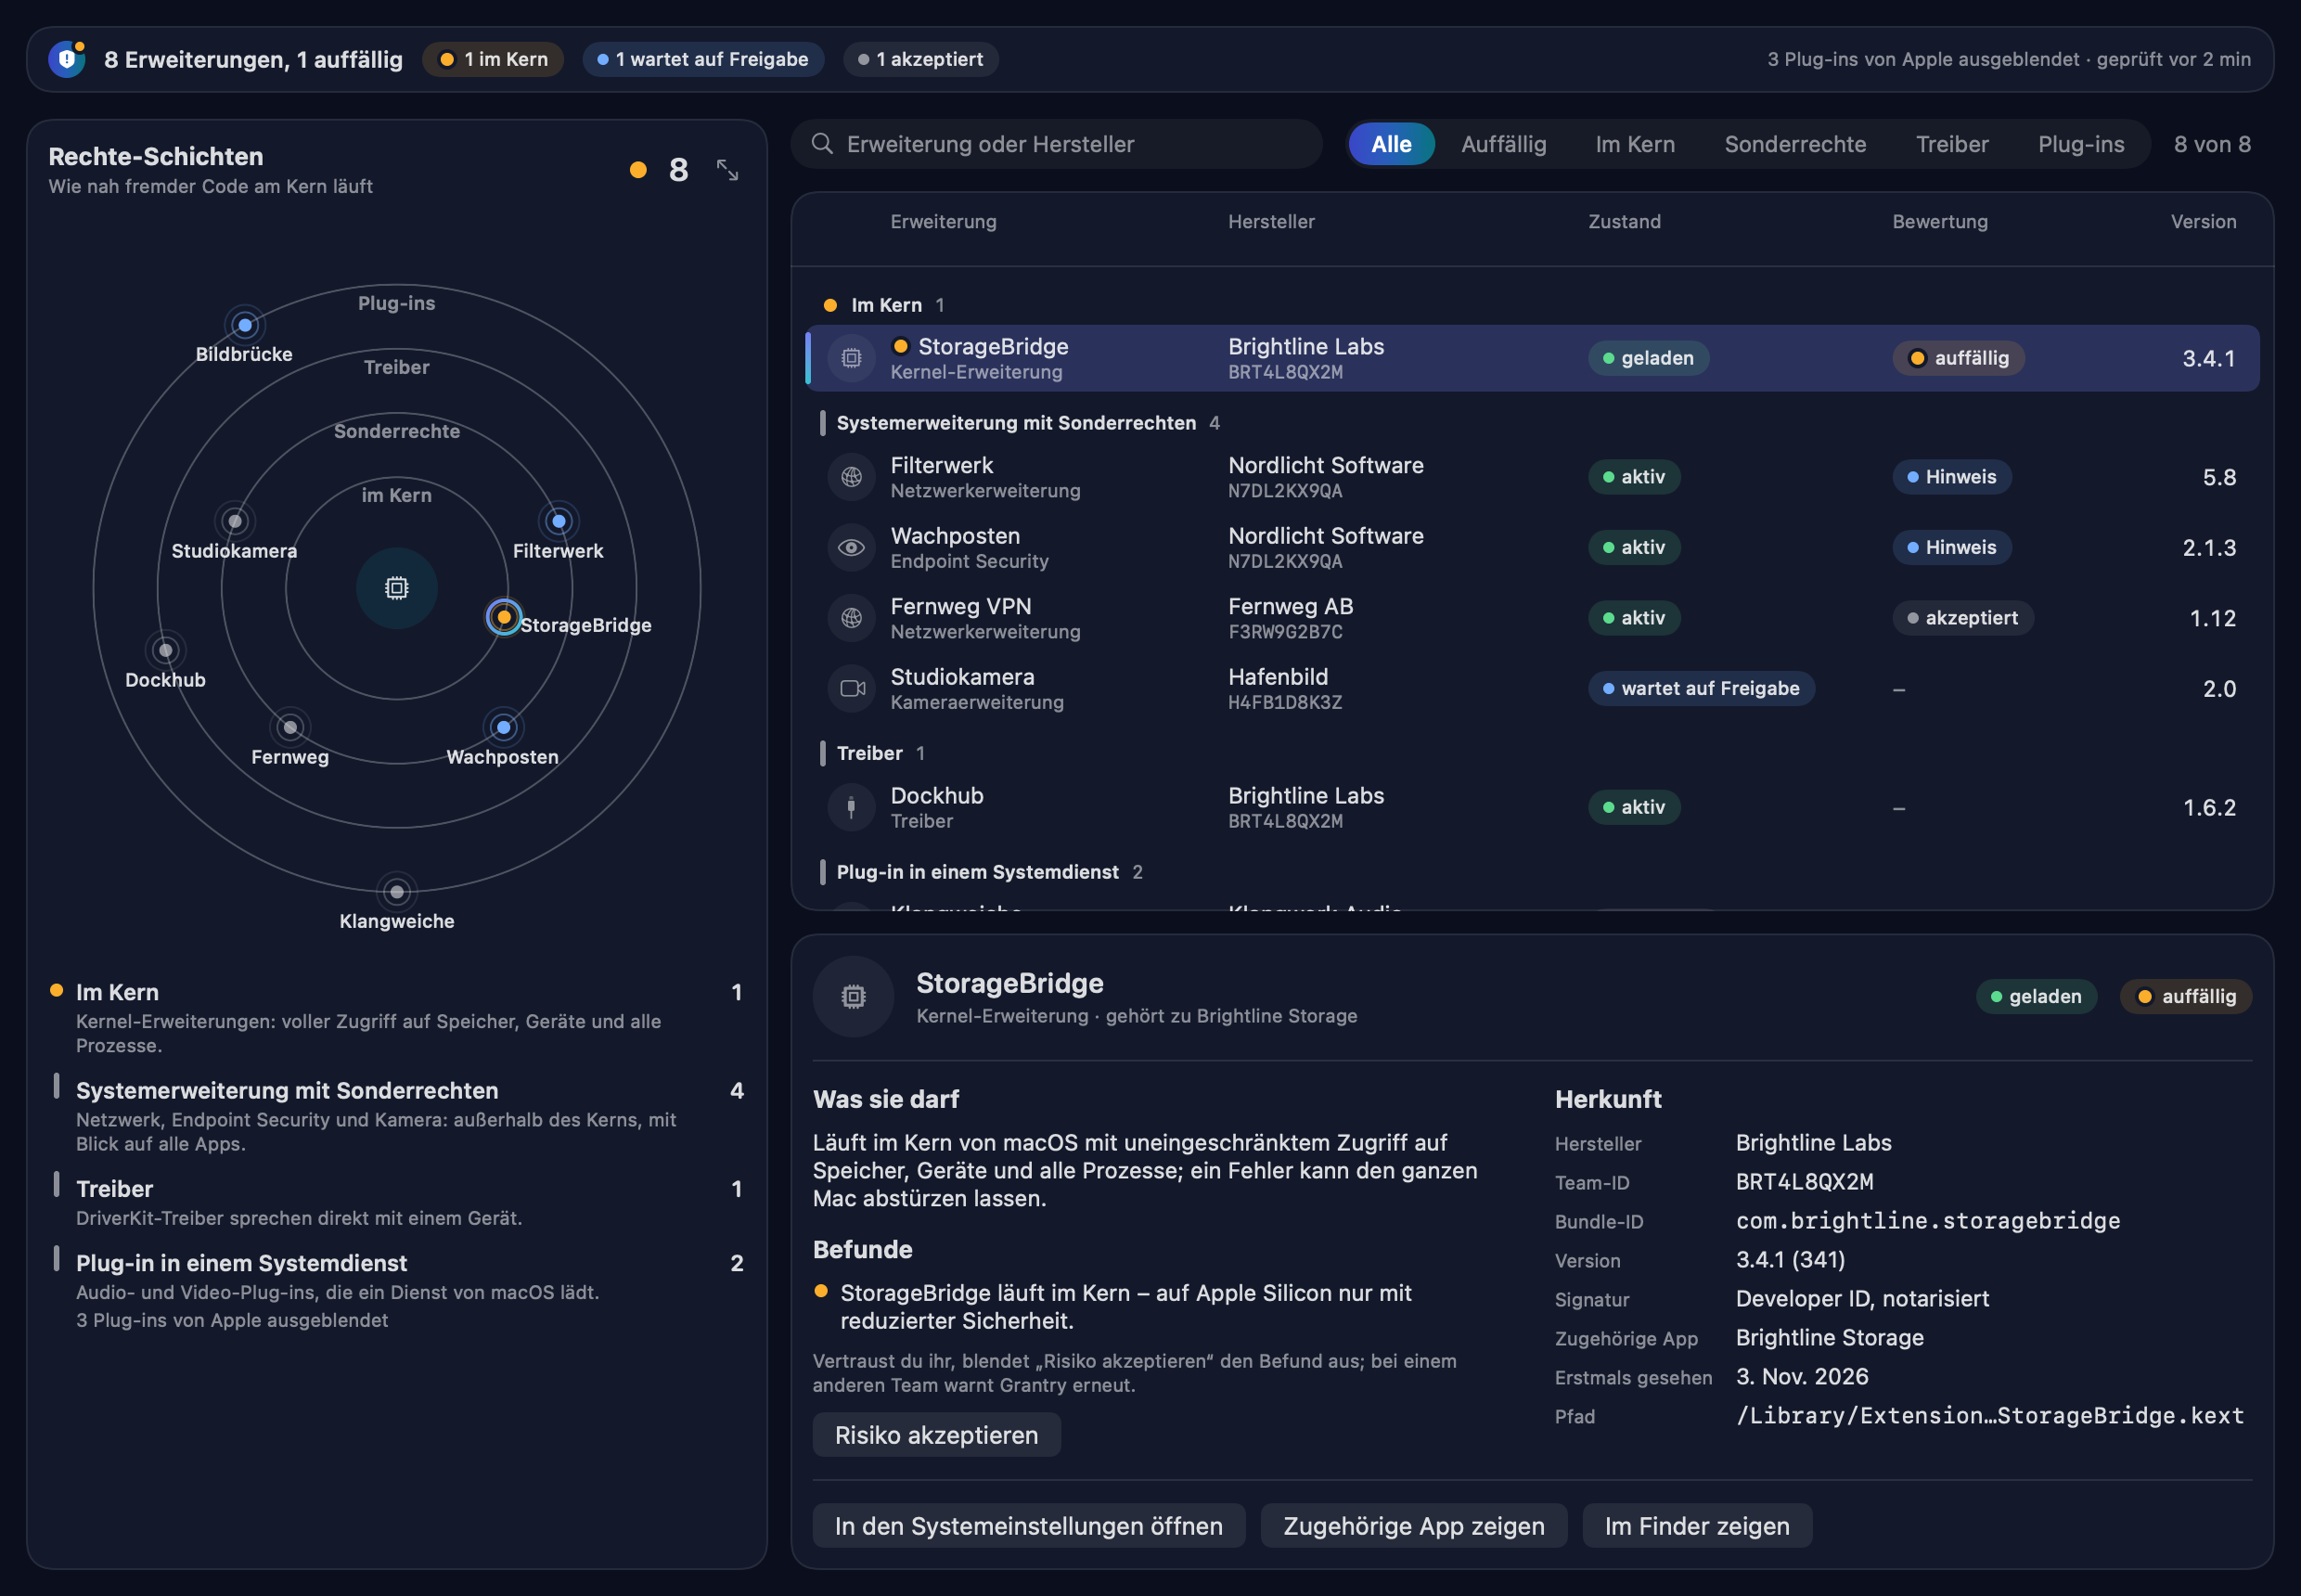 8 Erweiterungen, 1 auffällig
1 im Kern
1 wartet auf Freigabe
1 akzeptiert
3 Plug-ins von Apple ausgeblendet · geprüft vor 2 min
Rechte-Schichten
Wie nah fremder Code am Kern läuft
8
Plug-ins
Bildbrücke
Treiber
Sonderrechte
im Kern
Studiokamera
Filterwerk
StorageBridge
Dockhub
Fernweg
Wachposten
Klangweiche
Im Kern 1
Kernel-Erweiterungen: voller Zugriff auf Speicher, Geräte und alle
Prozesse.
Systemerweiterung mit Sonderrechten 4
Netzwerk, Endpoint Security und Kamera: außerhalb des Kerns, mit
Blick auf alle Apps.
Treiber 1
DriverKit-Treiber sprechen direkt mit einem Gerät.
Plug-in in einem Systemdienst 2
Audio- und Video-Plug-ins, die ein Dienst von macOS lädt.
3 Plug-ins von Apple ausgeblendet
Erweiterung oder Hersteller
Alle Auffällig Im Kern Sonderrechte Treiber Plug-ins 8 von 8
Erweiterung Hersteller Zustand Bewertung Version
Im Kern 1
StorageBridge Brightline Labs geladen auffällig 3.4.1
Kernel-Erweiterung BRT4L8QX2M
Systemerweiterung mit Sonderrechten 4
Filterwerk Nordlicht Software aktiv Hinweis 5.8
Netzwerkerweiterung N7DL2KX9QA
Wachposten Nordlicht Software aktiv Hinweis 2.1.3
Endpoint Security N7DL2KX9QA
Fernweg VPN Fernweg AB aktiv akzeptiert 1.12
Netzwerkerweiterung F3RW9G2B7C
Studiokamera Hafenbild wartet auf Freigabe – 2.0
Kameraerweiterung H4FB1D8K3Z
Treiber 1
Dockhub Brightline Labs aktiv – 1.6.2
Treiber BRT4L8QX2M
Plug-in in einem Systemdienst 2
Klangweiche Klangwerk Audio
StorageBridge
Kernel-Erweiterung · gehört zu Brightline Storage
geladen
auffällig
Was sie darf
Läuft im Kern von macOS mit uneingeschränktem Zugriff auf
Speicher, Geräte und alle Prozesse; ein Fehler kann den ganzen
Mac abstürzen lassen.
Befunde
StorageBridge läuft im Kern – auf Apple Silicon nur mit
reduzierter Sicherheit.
Vertraust du ihr, blendet „Risiko akzeptieren“ den Befund aus; bei einem
anderen Team warnt Grantry erneut.
Risiko akzeptieren
Herkunft
Hersteller Brightline Labs
Team-ID BRT4L8QX2M
Bundle-ID com.brightline.storagebridge
Version 3.4.1 (341)
Signatur Developer ID, notarisiert
Zugehörige App Brightline Storage
Erstmals gesehen 3. Nov. 2026
Pfad /Library/Extension…StorageBridge.kext
In den Systemeinstellungen öffnen
Zugehörige App zeigen
Im Finder zeigen